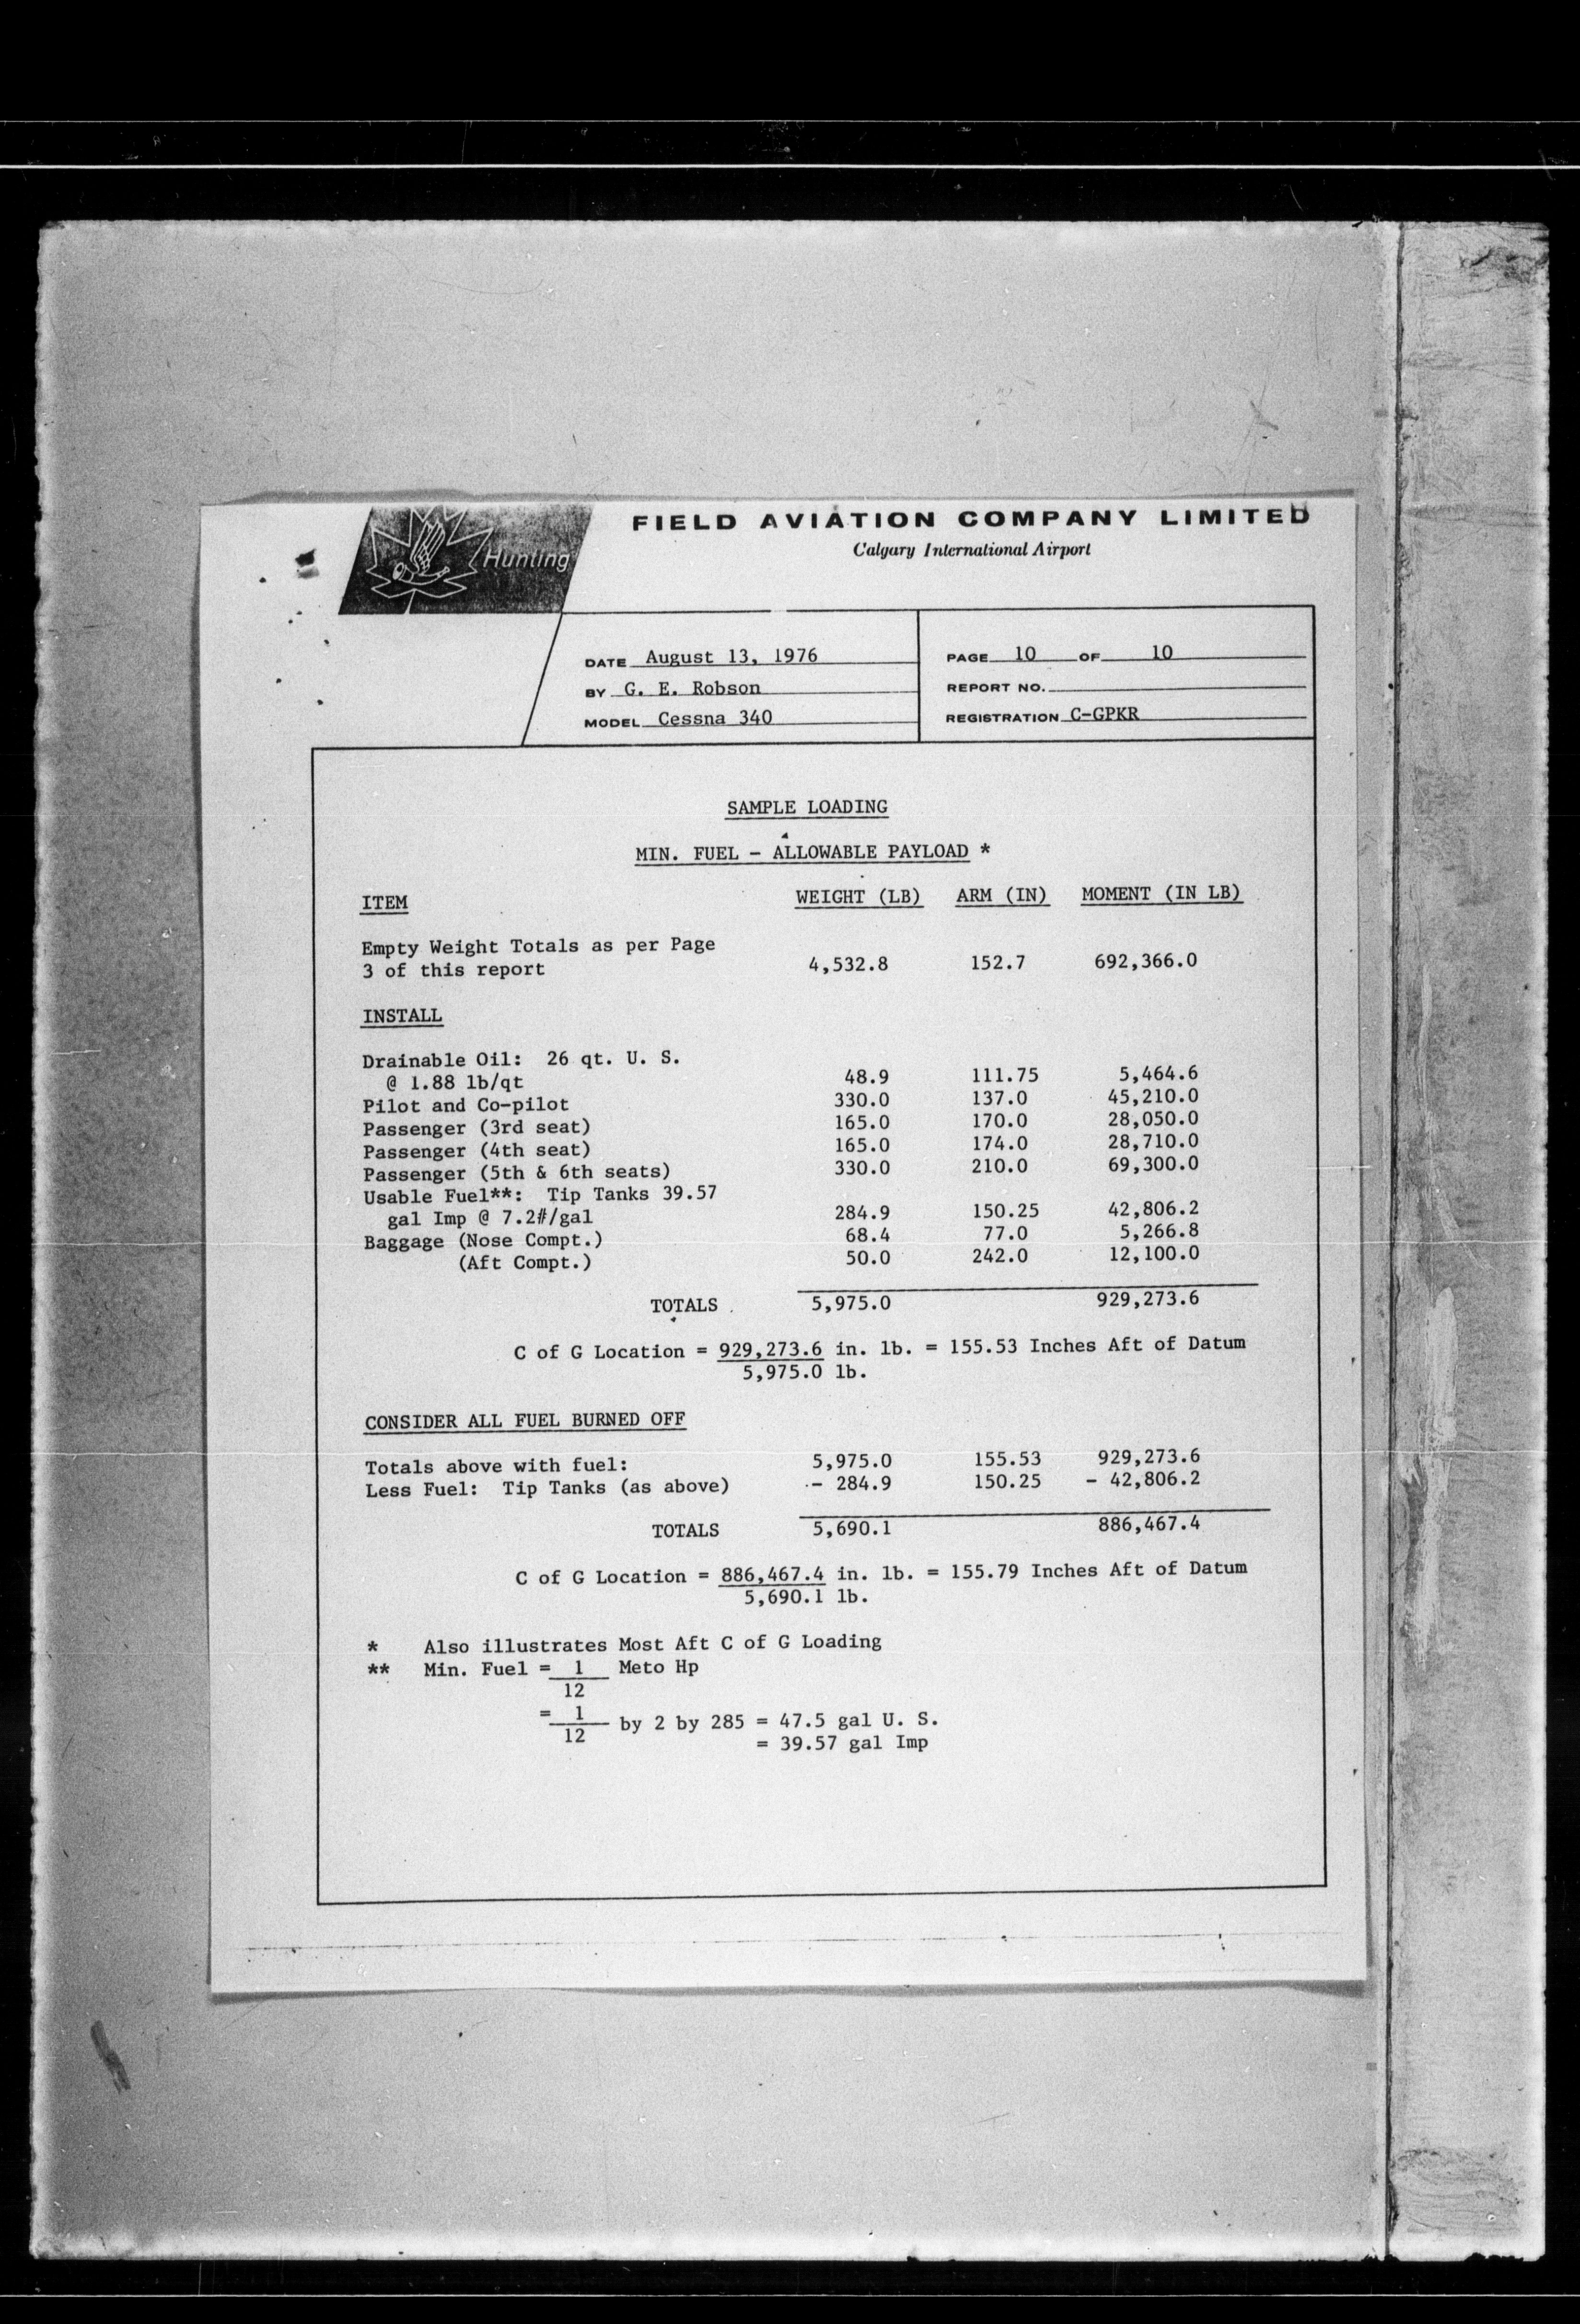 Hunting
FIELD AVIATION COMPANY LIMITED
Calgary International Airport
DATE August 13, 1976
PAGE 10 OF 10
BY G. E. Robson
REPORT NO.
MODEL Cessna 340
REGISTRATION C-GPKR
SAMPLE LOADING
MIN. FUEL - ALLOWABLE PAYLOAD *
ITEM WEIGHT (LB) ARM (IN) MOMENT (IN LB)
Empty Weight Totals as per Page
3 of this report 4,532.8 152.7 692,366.0
INSTALL
Drainable Oil: 26 qt. U. S.
@ 1.88 lb/qt 48.9 111.75 5,464.6
Pilot and Co-pilot 330.0 137.0 45,210.0
Passenger (3rd seat) 165.0 170.0 28,050.0
Passenger (4th seat) 165.0 174.0 28,710.0
Passenger (5th & 6th seats) 330.0 210.0 69,300.0
Usable Fuel**: Tip Tanks 39.57
gal Imp @ 7.2#/gal 284.9 150.25 42,806.2
Baggage (Nose Compt.) 68.4 77.0 5,266.8
(Aft Compt.) 50.0 242.0 12,100.0
TOTALS 5,975.0 929,273.6
C of G Location = 929,273.6 in. lb. = 155.53 Inches Aft of Datum
5,975.0 lb.
CONSIDER ALL FUEL BURNED OFF
Totals above with fuel: 5,975.0 155.53 929,273.6
Less Fuel: Tip Tanks (as above) - 284.9 150.25 - 42,806.2
TOTALS 5,690.1 886,467.4
C of G Location = 886,467.4 in. lb. = 155.79 Inches Aft of Datum
5,690.1 lb.
* Also illustrates Most Aft C of G Loading
** Min. Fuel = 1 Meto Hp
12
= 1 by 2 by 285 = 47.5 gal U. S.
12
= 39.57 gal Imp